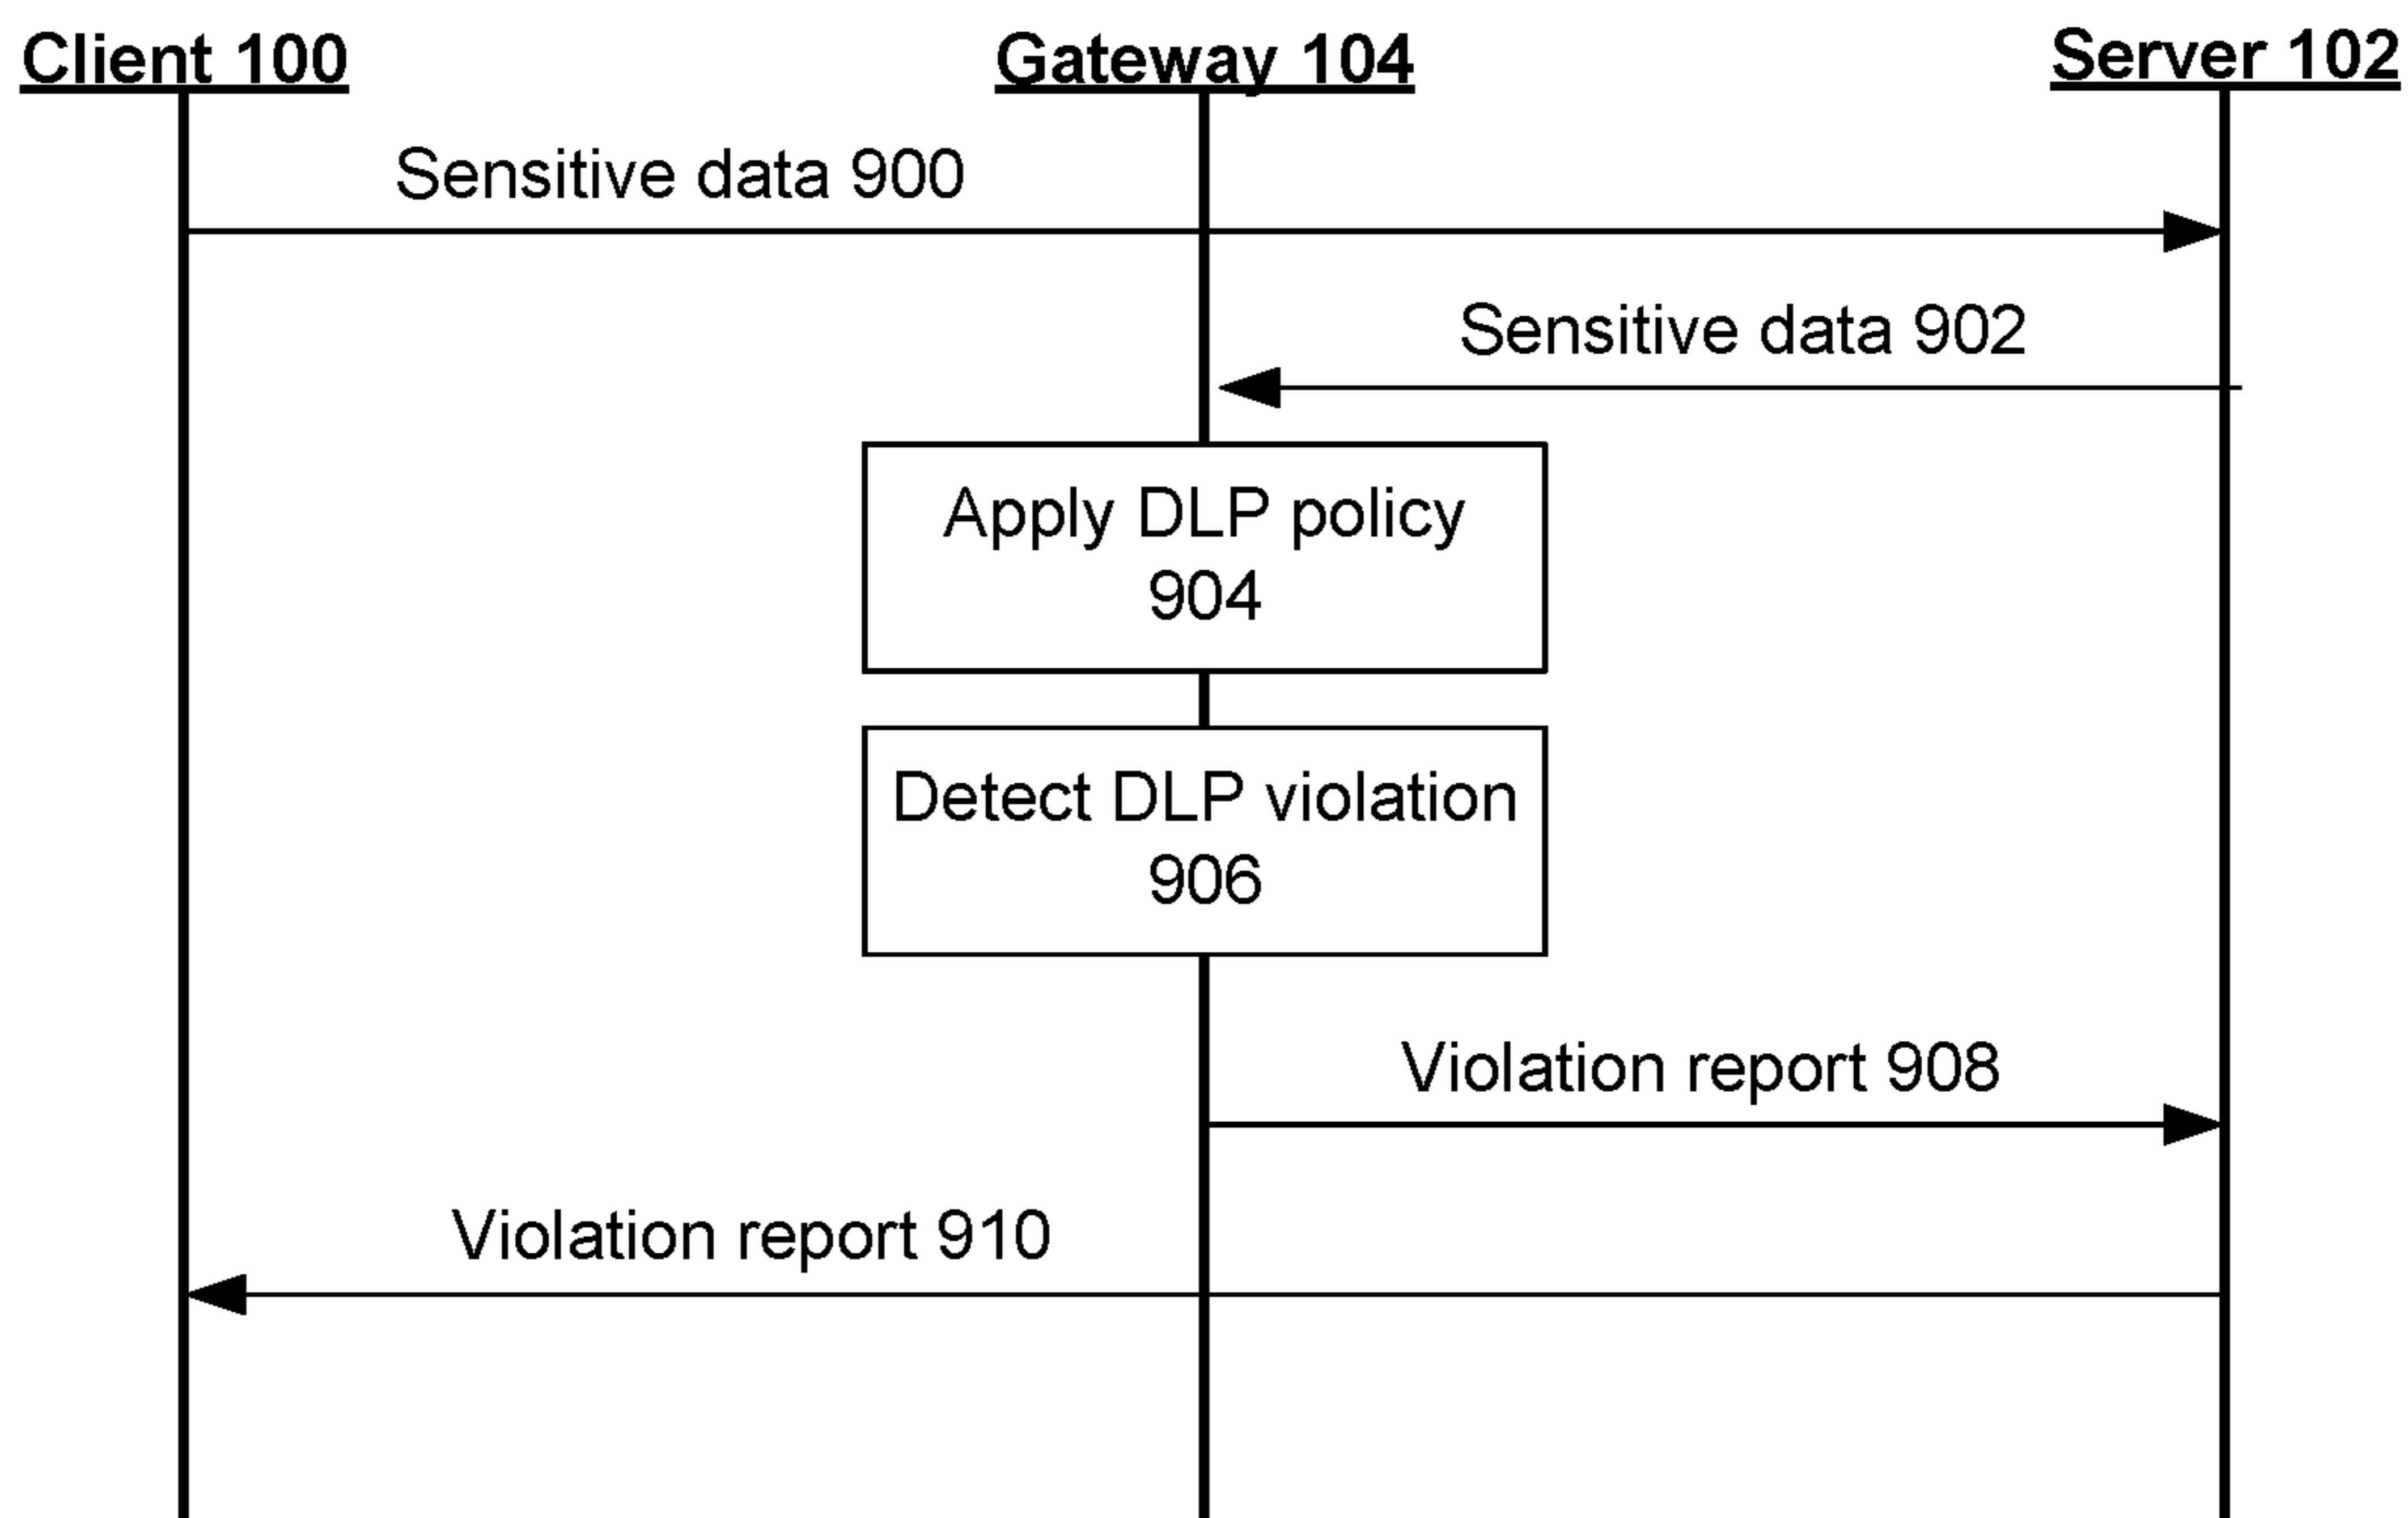 Client 100
Gateway 104
Server 102
Sensitive data 900
Sensitive data 902
Apply DLP policy
904
Detect DLP violation
906
Violation report 908
Violation report 910